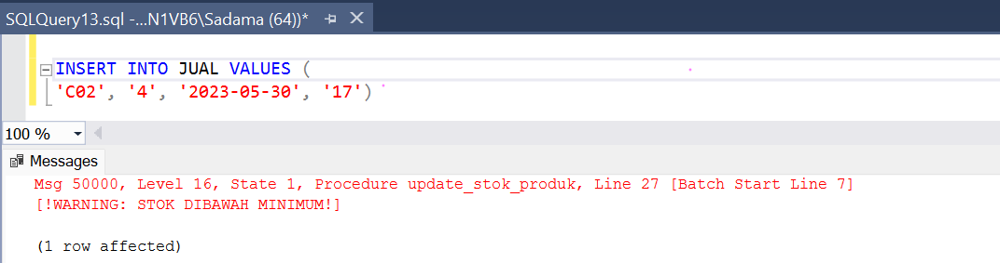 SQLQuery13.sql -...N1VB6\Sadama (64))*
INSERT INTO JUAL VALUES (
'C02', '4', '2023-05-30', '17')
100 %
Messages
Msg 50000, Level 16, State 1, Procedure update_stok_produk, Line 27 [Batch Start Line 7]
[!WARNING: STOK DIBAWAH MINIMUM!]
(1 row affected)